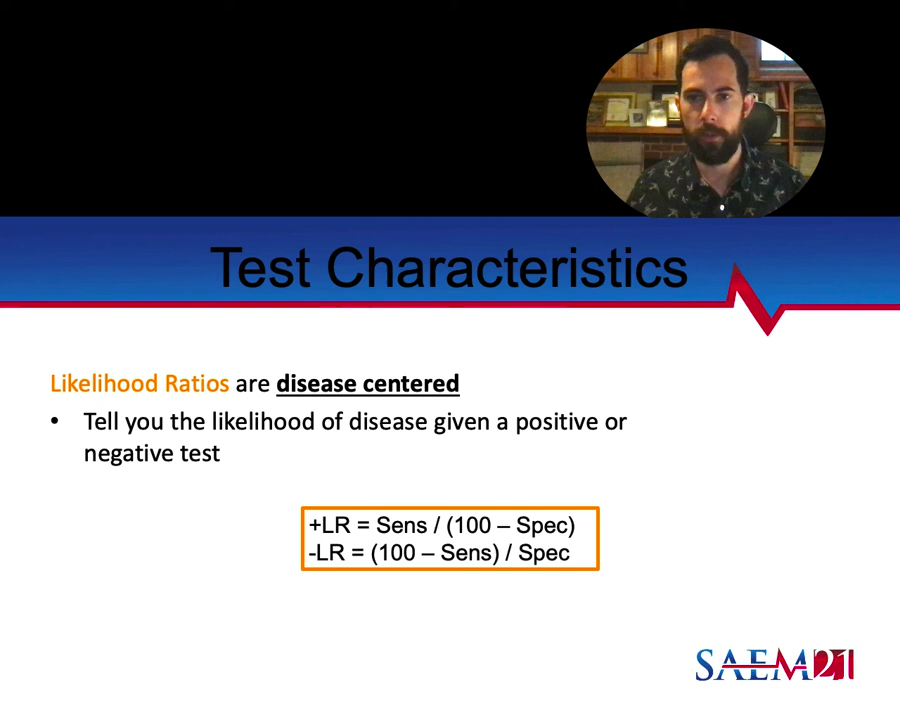 Test Characteristics
Likelihood Ratios are disease centered
• Tell you the likelihood of disease given a positive or
negative test
+LR = Sens / (100 – Spec)
-LR = (100 – Sens) / Spec
SAEM21